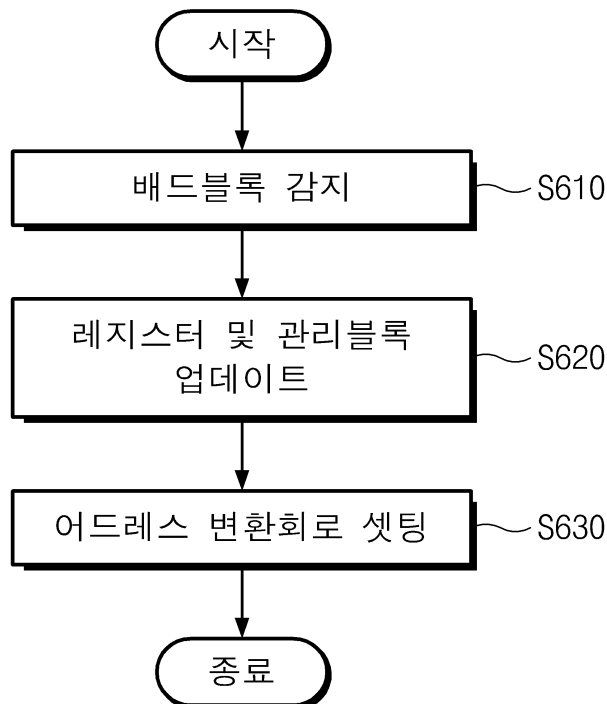 시작
배드블록 감지
S610
레지스터 및 관리블록
업데이트
S620
어드레스 변환회로 셋팅
S630
종료